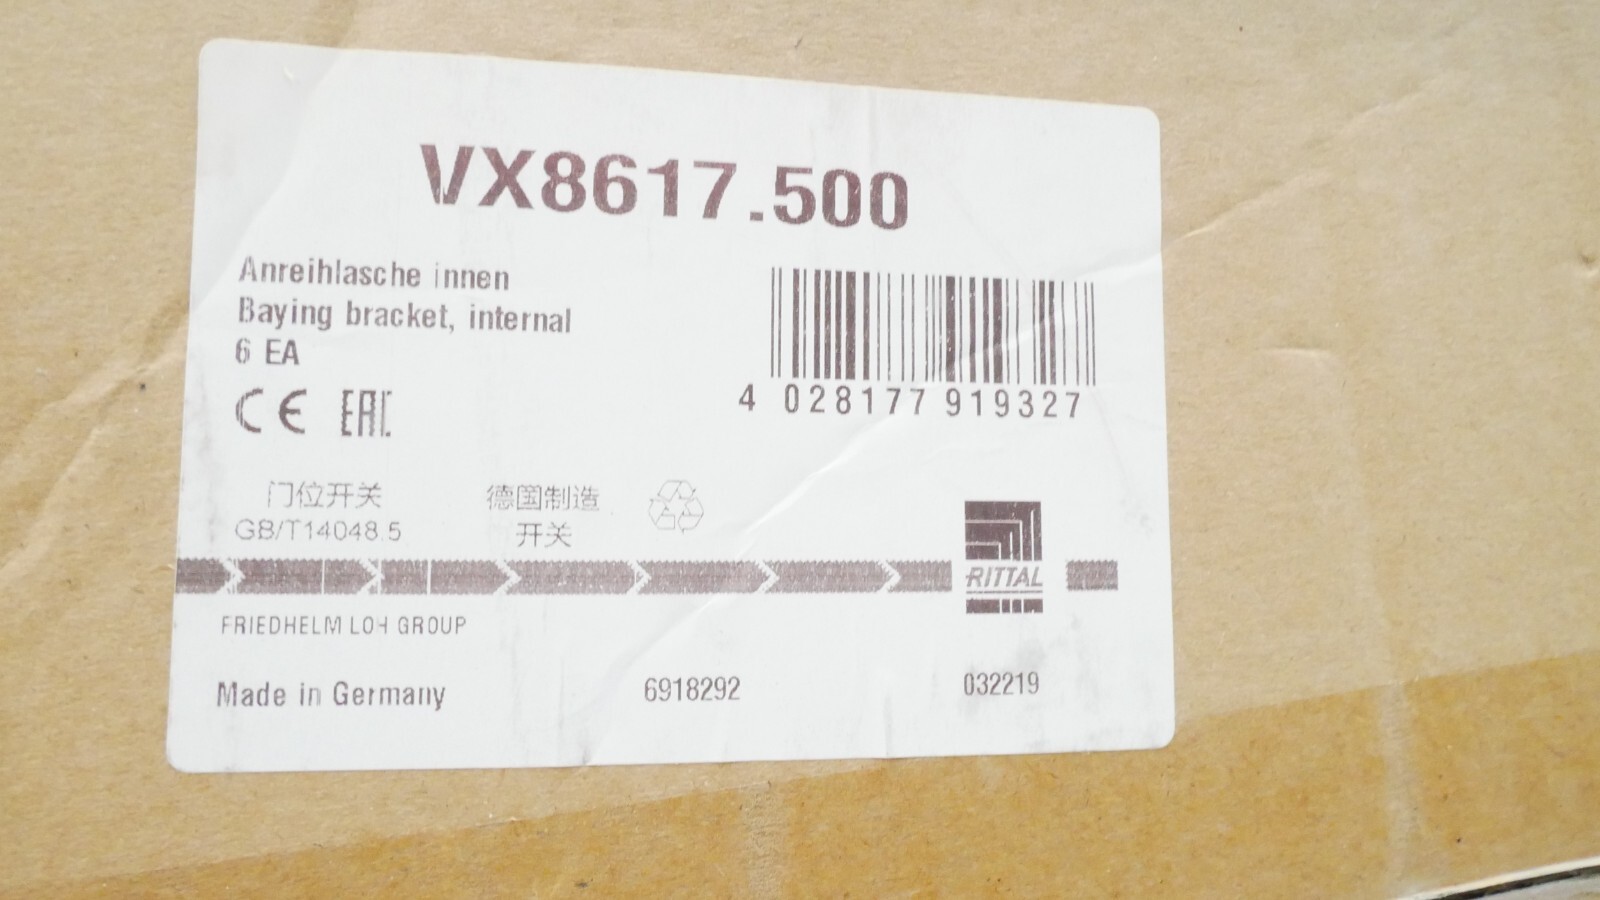 VX8617.500
Anreihlasche innen
Baying bracket, internal
6 EA
CE EAC
4 028177 919327
门位开关
GB/T14048.5
德国制造
开关
RITTAL
FRIEDHELM LOH GROUP
Made in Germany
6918292
032219